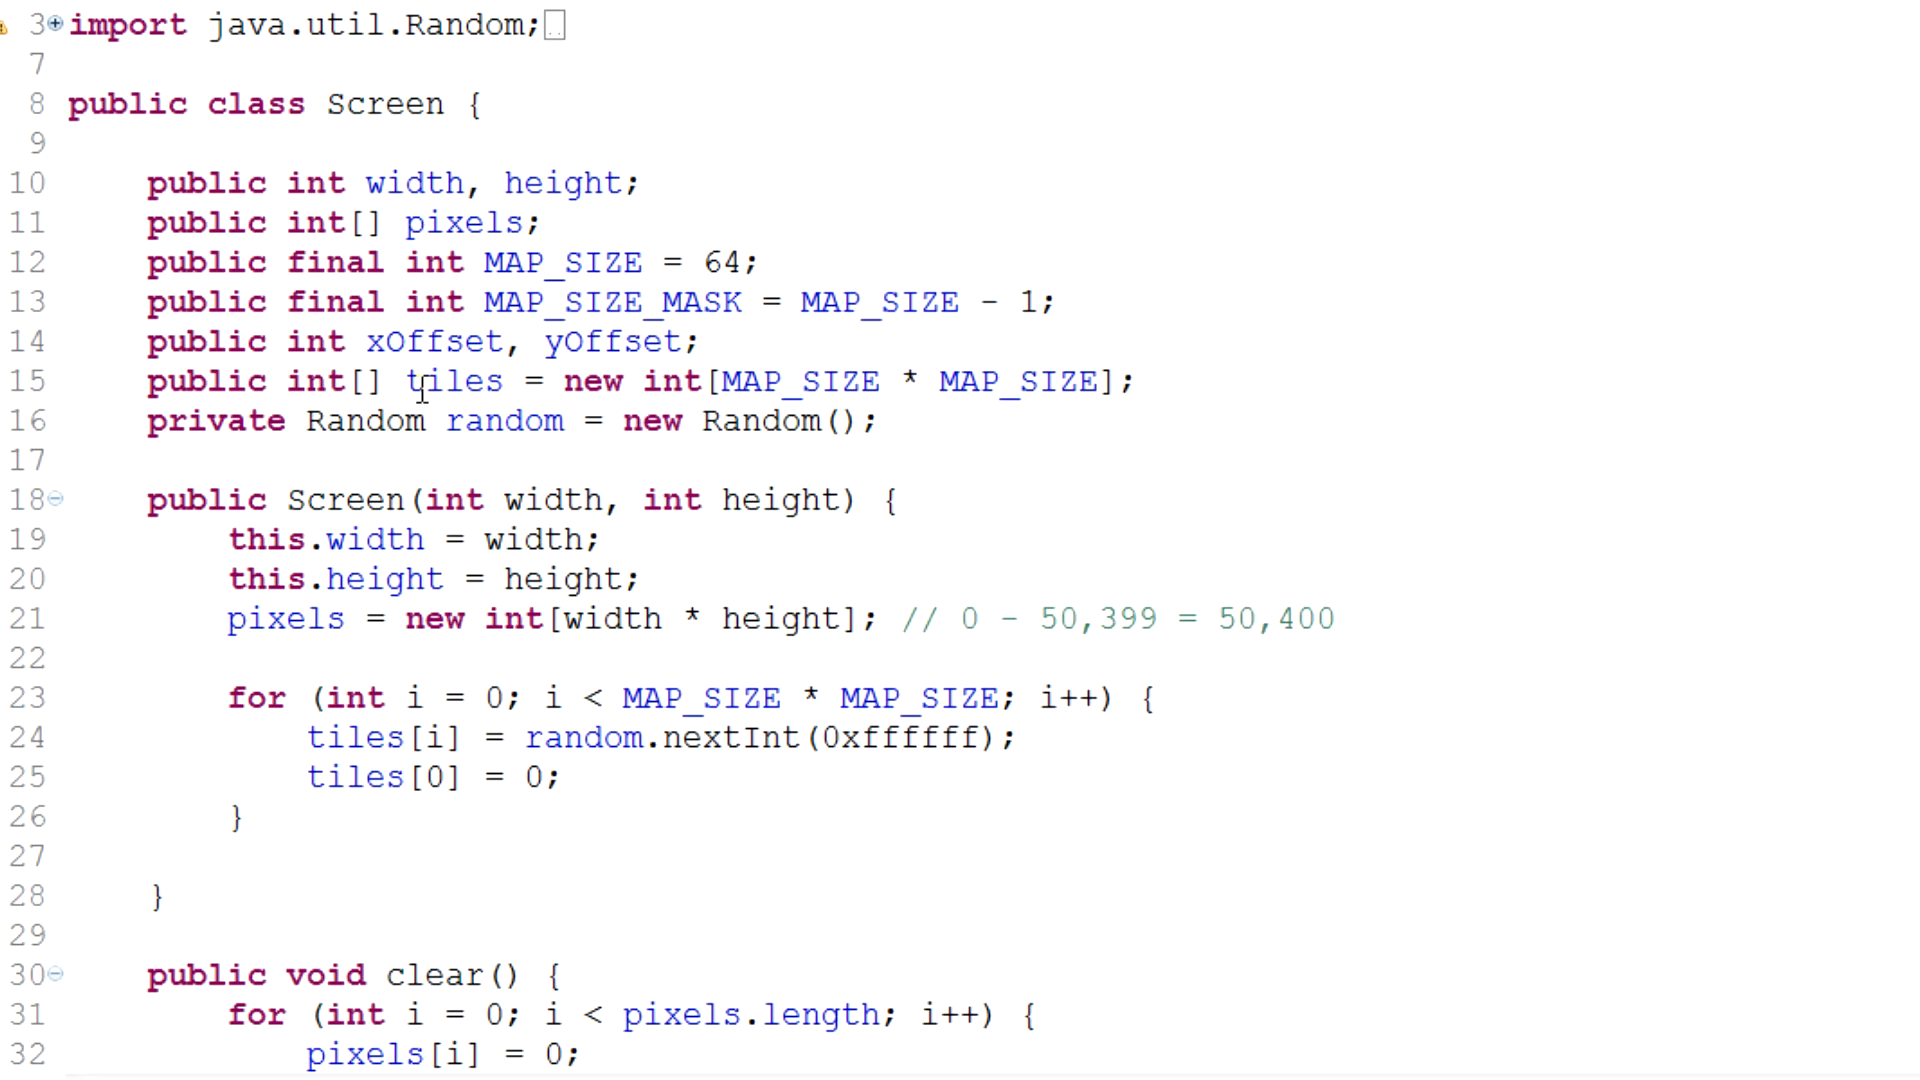 3 import java.util.Random;
7
8 public class Screen {
9
10 public int width, height;
11 public int[] pixels;
12 public final int MAP_SIZE = 64;
13 public final int MAP_SIZE_MASK = MAP_SIZE - 1;
14 public int xOffset, yOffset;
15 public int[] tiles = new int[MAP_SIZE * MAP_SIZE];
16 private Random random = new Random();
17
18 public Screen(int width, int height) {
19 this.width = width;
20 this.height = height;
21 pixels = new int[width * height]; // 0 - 50,399 = 50,400
22
23 for (int i = 0; i < MAP_SIZE * MAP_SIZE; i++) {
24 tiles[i] = random.nextInt(0xffffff);
25 tiles[0] = 0;
26 }
27
28 }
29
30 public void clear() {
31 for (int i = 0; i < pixels.length; i++) {
32 pixels[i] = 0;